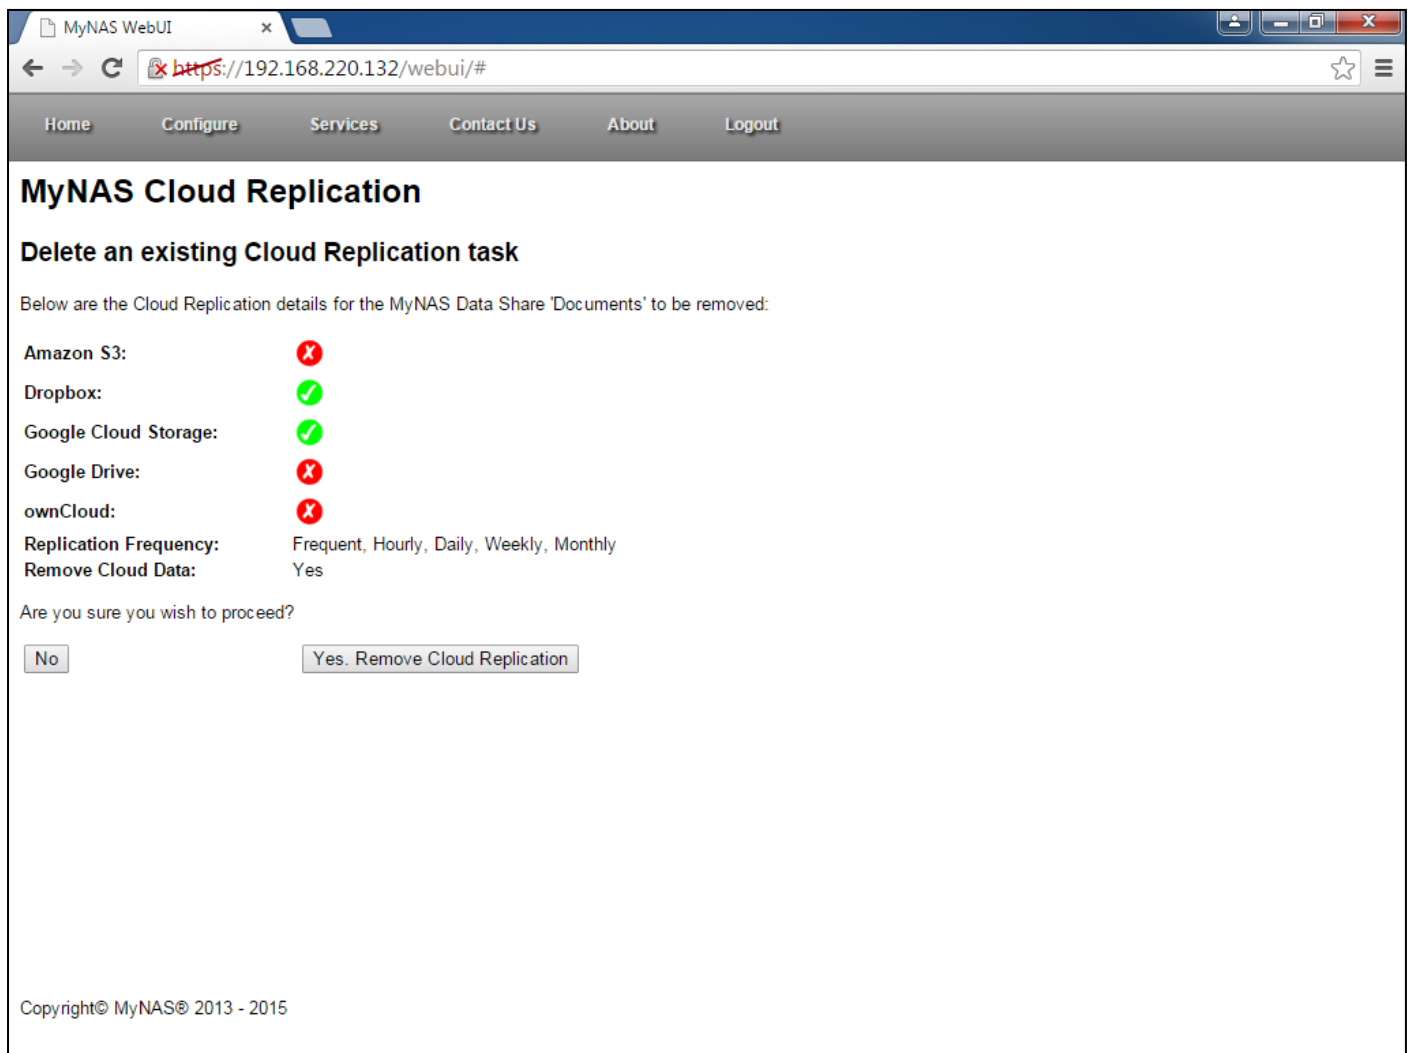 MyNAS WebUI
https://192.168.220.132/webui/#
Home Configure Services Contact Us About Logout
MyNAS Cloud Replication
Delete an existing Cloud Replication task
Below are the Cloud Replication details for the MyNAS Data Share 'Documents' to be removed:
Amazon S3:
Dropbox:
Google Cloud Storage:
Google Drive:
ownCloud:
Replication Frequency: Frequent, Hourly, Daily, Weekly, Monthly
Remove Cloud Data: Yes
Are you sure you wish to proceed?
No Yes. Remove Cloud Replication
Copyright© MyNAS® 2013 - 2015